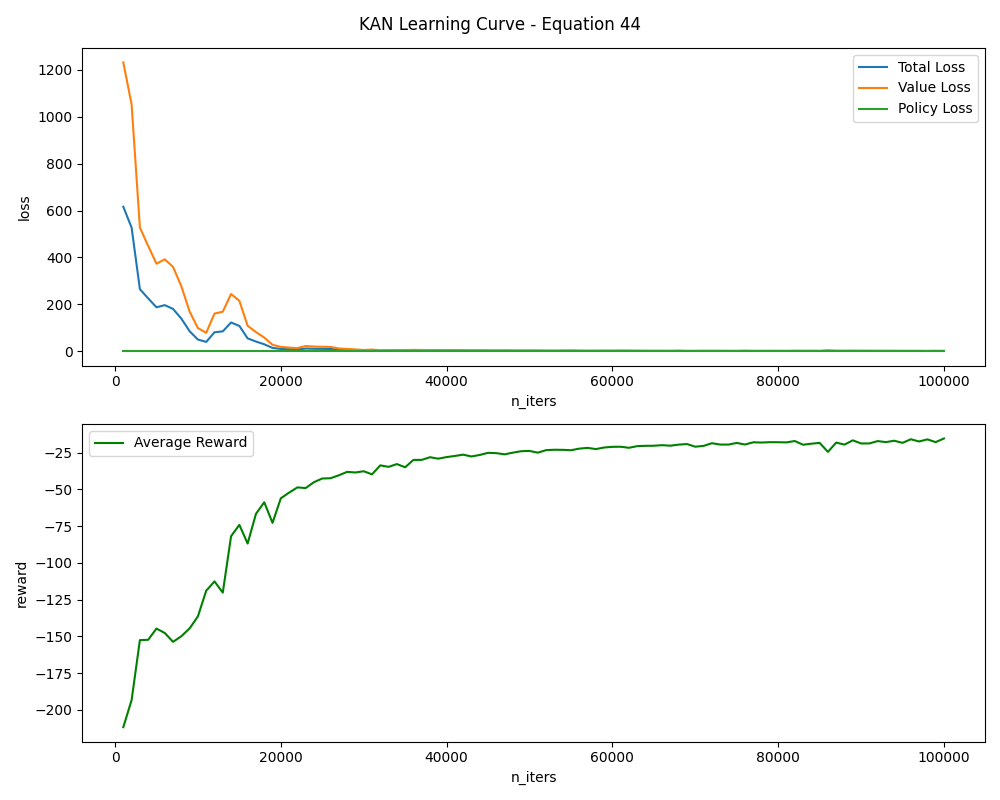 KAN Learning Curve - Equation 44
1200
1000
800
600
400
200
0
loss
Total Loss
Value Loss
Policy Loss
0 20000 40000 60000 80000 100000
n_iters
−25
−50
−75
−100
−125
−150
−175
−200
reward
Average Reward
0 20000 40000 60000 80000 100000
n_iters